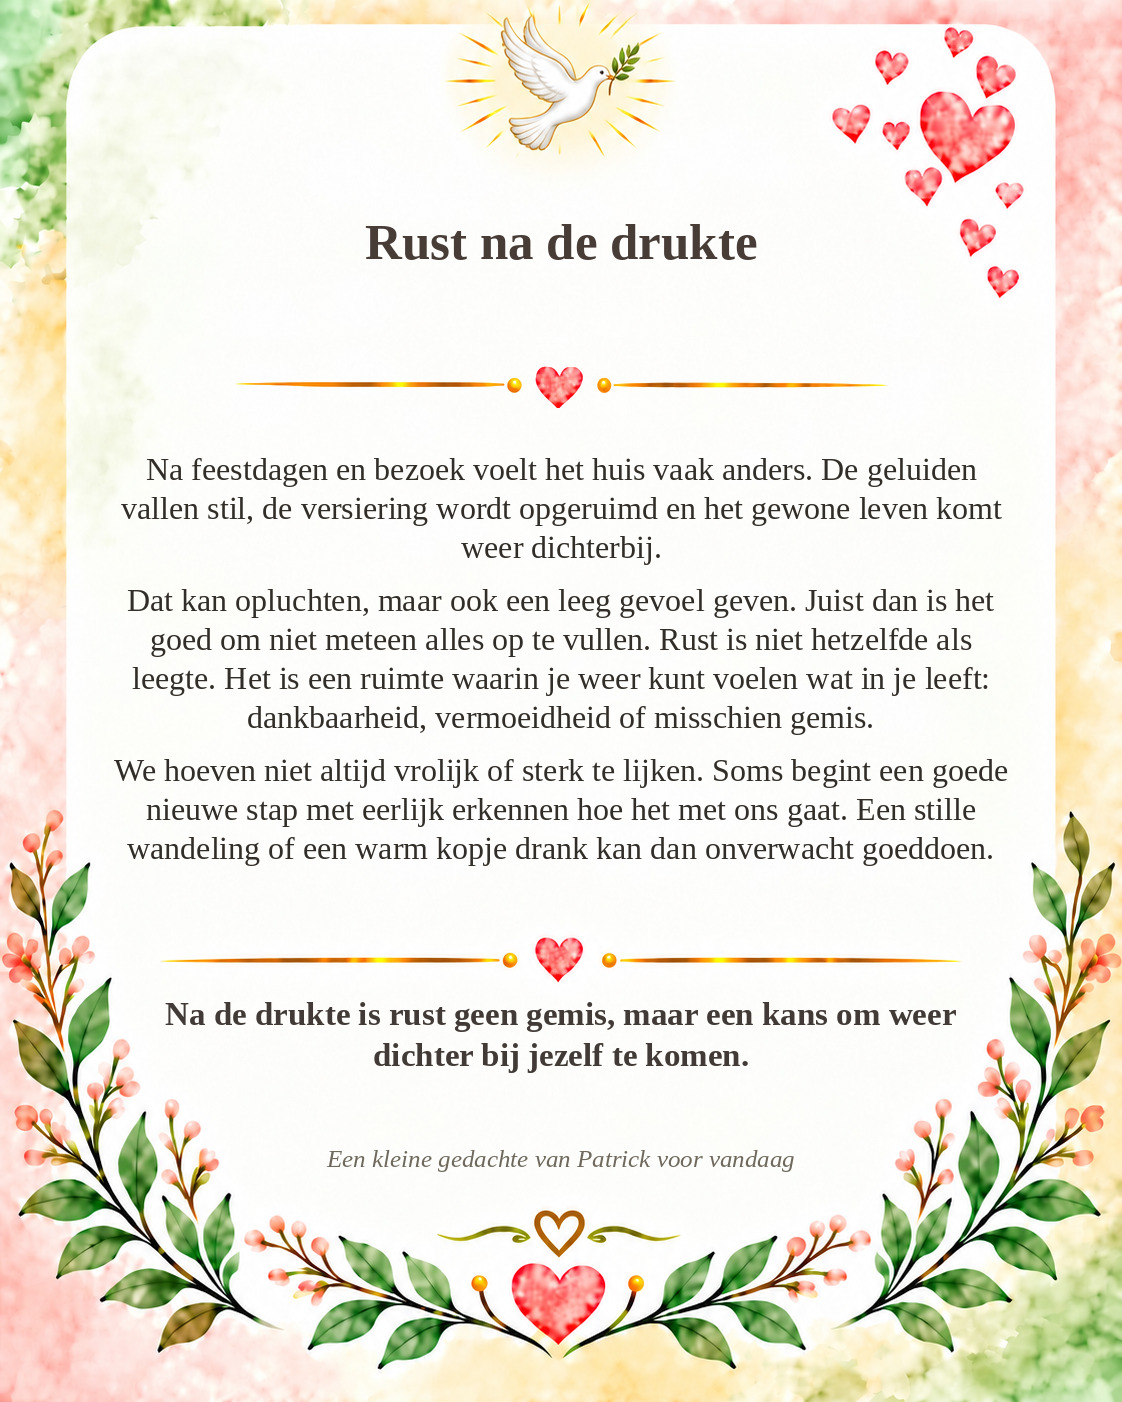 Rust na de drukte
Na feestdagen en bezoek voelt het huis vaak anders. De geluiden
vallen stil, de versiering wordt opgeruimd en het gewone leven komt
weer dichterbij.
Dat kan opluchten, maar ook een leeg gevoel geven. Juist dan is het
goed om niet meteen alles op te vullen. Rust is niet hetzelfde als
leegte. Het is een ruimte waarin je weer kunt voelen wat in je leeft:
dankbaarheid, vermoeidheid of misschien gemis.
We hoeven niet altijd vrolijk of sterk te lijken. Soms begint een goede
nieuwe stap met eerlijk erkennen hoe het met ons gaat. Een stille
wandeling of een warm kopje drank kan dan onverwacht goeddoen.
Na de drukte is rust geen gemis, maar een kans om weer
dichter bij jezelf te komen.
Een kleine gedachte van Patrick voor vandaag